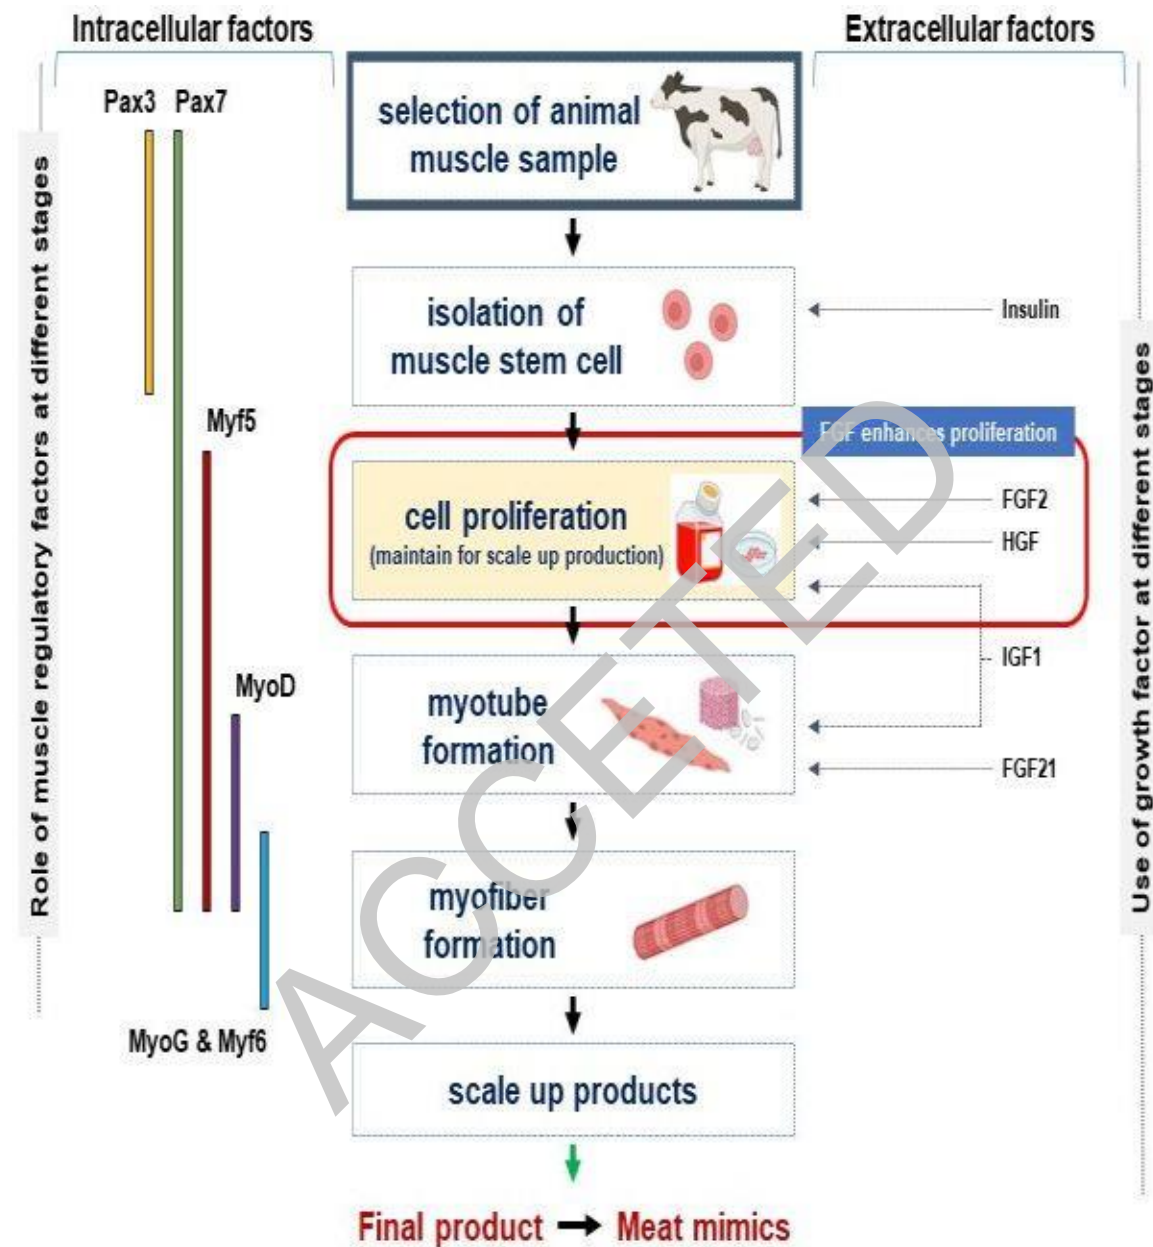 Intracellular factors
Extracellular factors
Role of muscle regulatory factors at different stages
Pax3 Pax7
Myf5
MyoD
MyoG & Myf6
selection of animal
muscle sample
isolation of
muscle stem cell
Insulin
FGF enhances proliferation
cell proliferation
(maintain for scale up production)
FGF2
HGF
IGF1
myotube
formation
FGF21
myofiber
formation
scale up products
Final product → Meat mimics
Use of growth factor at different stages
ACCETED